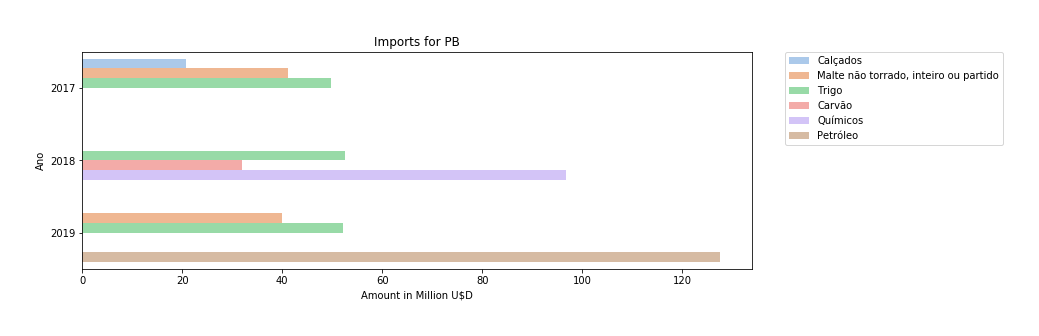 Imports for PB
Calçados
Malte não torrado, inteiro ou partido
Trigo
Carvão
Químicos
Petróleo
Ano
2017
2018
2019
0 20 40 60 80 100 120
Amount in Million U$D